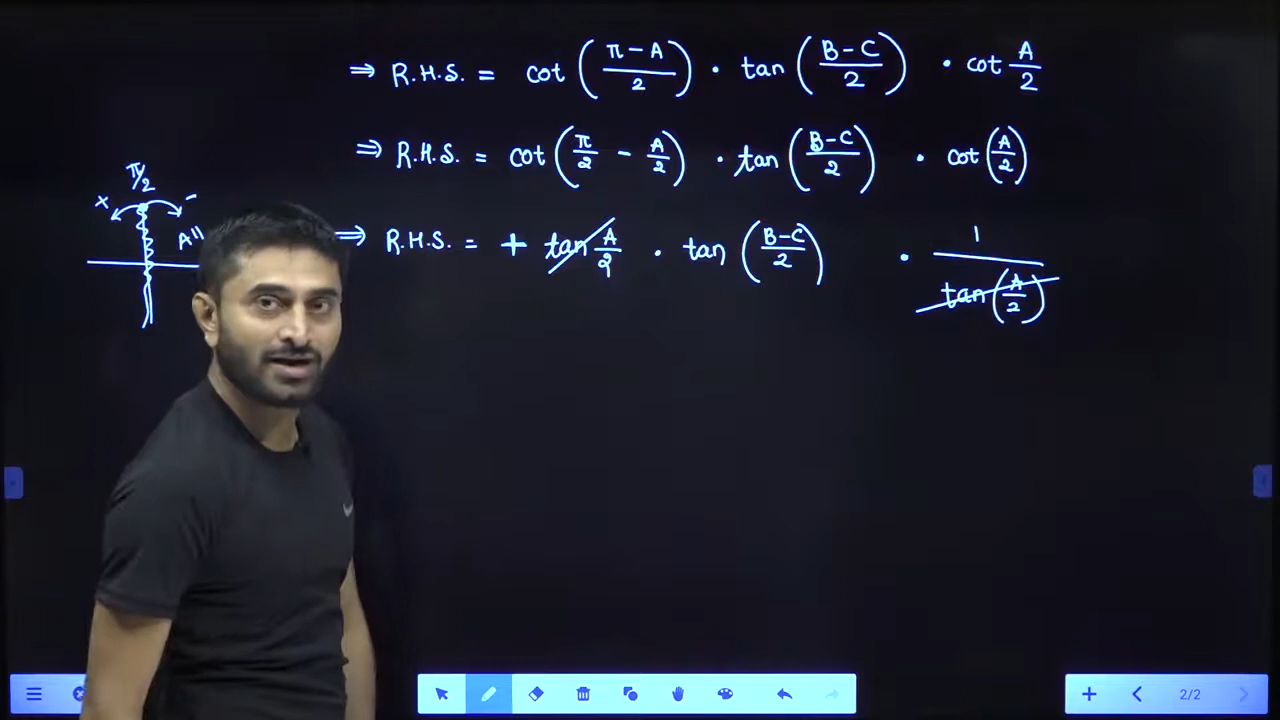 ⇒ R.H.S. = cot ((π − A)/2) · tan ((B − C)/2) · cot A/2
⇒ R.H.S. = cot (π/2 − A/2) · tan ((B − C)/2) · cot (A/2)
π/2
+ −
All
⇒ R.H.S. = + tan A/2 · tan ((B − C)/2) · 1/tan (A/2)
2/2